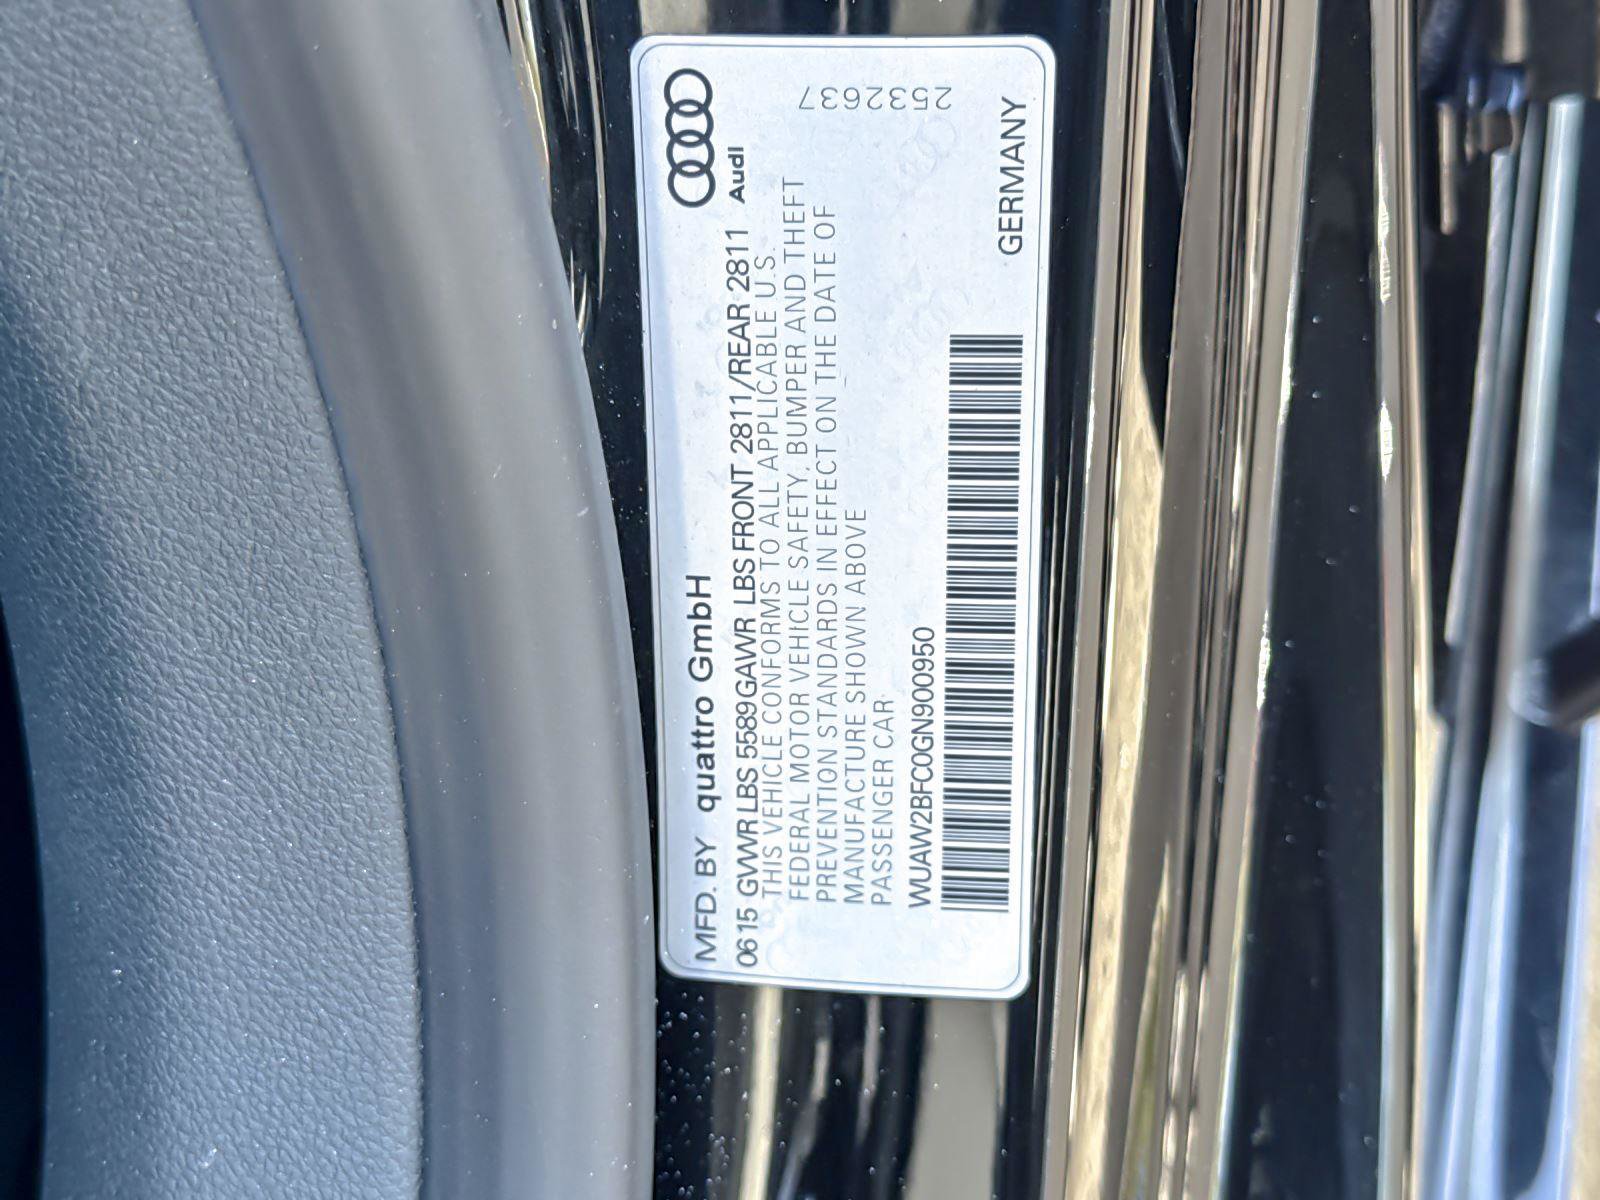 MFD. BY quattro GmbH
0615 GVWR LBS 5589 GAWR LBS FRONT 2811/REAR 2811
Audi
THIS VEHICLE CONFORMS TO ALL APPLICABLE U.S.
FEDERAL MOTOR VEHICLE SAFETY, BUMPER AND THEFT
PREVENTION STANDARDS IN EFFECT ON THE DATE OF
MANUFACTURE SHOWN ABOVE
PASSENGER CAR
WUAW2BFC0GN900950
GERMANY
2532637